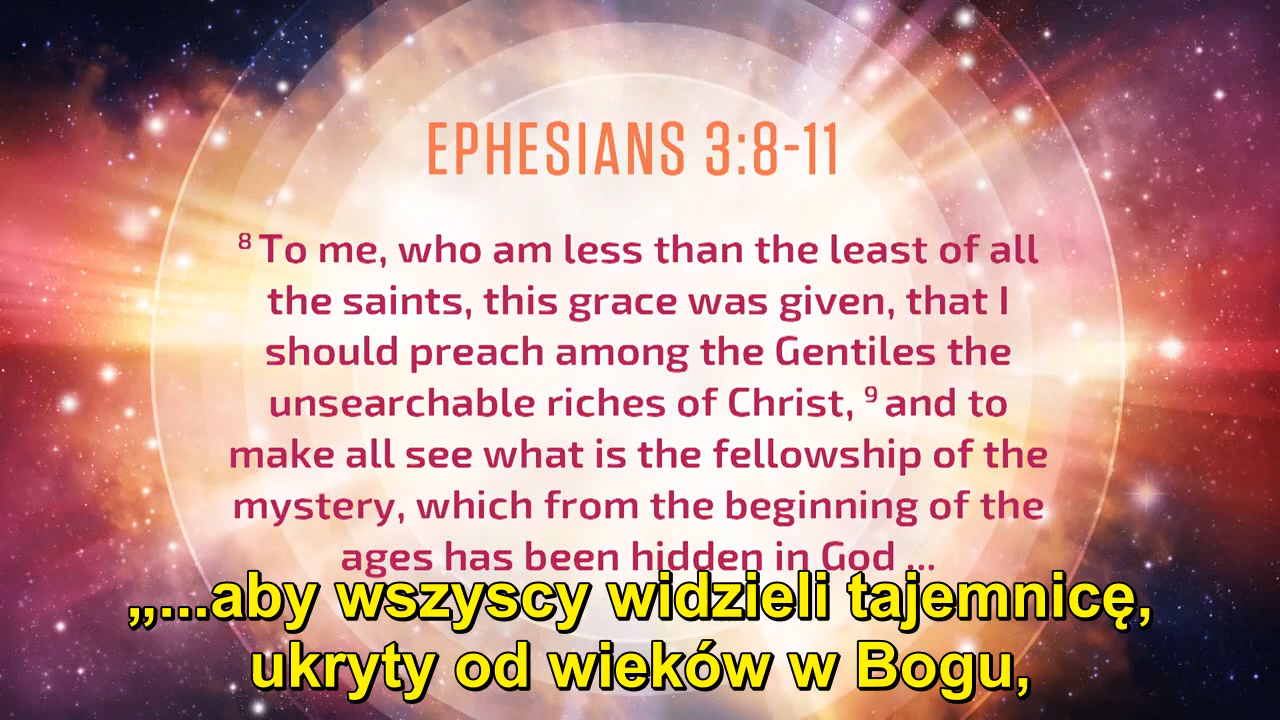 EPHESIANS 3:8-11
⁸ To me, who am less than the least of all
the saints, this grace was given, that I
should preach among the Gentiles the
unsearchable riches of Christ, ⁹ and to
make all see what is the fellowship of the
mystery, which from the beginning of the
ages has been hidden in God ...
„...aby wszyscy widzieli tajemnicę,
ukryty od wieków w Bogu,